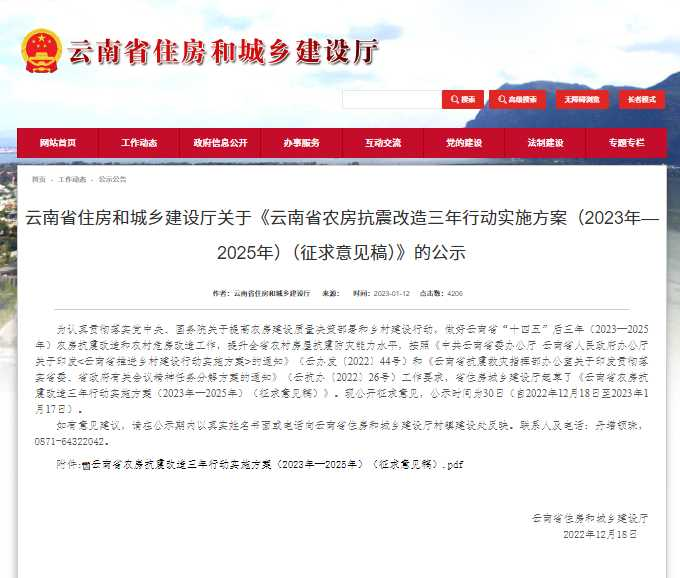 云南省住房和城乡建设厅
搜索 高级搜索 无障碍浏览 长者模式
网站首页 工作动态 政府信息公开 办事服务 互动交流 党的建设 法制建设 专题专栏
首页 - 工作动态 - 公示公告
云南省住房和城乡建设厅关于《云南省农房抗震改造三年行动实施方案（2023年—
2025年）（征求意见稿）》的公示
作者：云南省住房和城乡建设厅 来源： 时间：2023-01-12 点击数：4206
为认真贯彻落实党中央、国务院关于提高农房建设质量决策部署和乡村建设行动，做好云南省“十四五”后三年（2023—2025
年）农房抗震改造和农村危房改造工作，提升全省农村房屋抗震防灾能力水平，按照《中共云南省委办公厅 云南省人民政府办公厅
关于印发<云南省推进乡村建设行动实施方案>的通知》（云办发〔2022〕44号）和《云南省抗震救灾指挥部办公室关于印发贯彻落
实省委、省政府有关会议精神任务分解方案的通知》（云抗办〔2022〕26号）工作要求，省住房城乡建设厅起草了《云南省农房抗
震改造三年行动实施方案（2023年—2025年）（征求意见稿）》。现公开征求意见，公示时间为30日（自2022年12月18日至2023年1
月17日）。
如有意见建议，请在公示期内以真实姓名书面或电话向云南省住房和城乡建设厅村镇建设处反映。联系人及电话：丹增顿珠，
0871-64322042。
附件:云南省农房抗震改造三年行动实施方案（2023年—2025年）（征求意见稿）.pdf
云南省住房和城乡建设厅
2022年12月18日